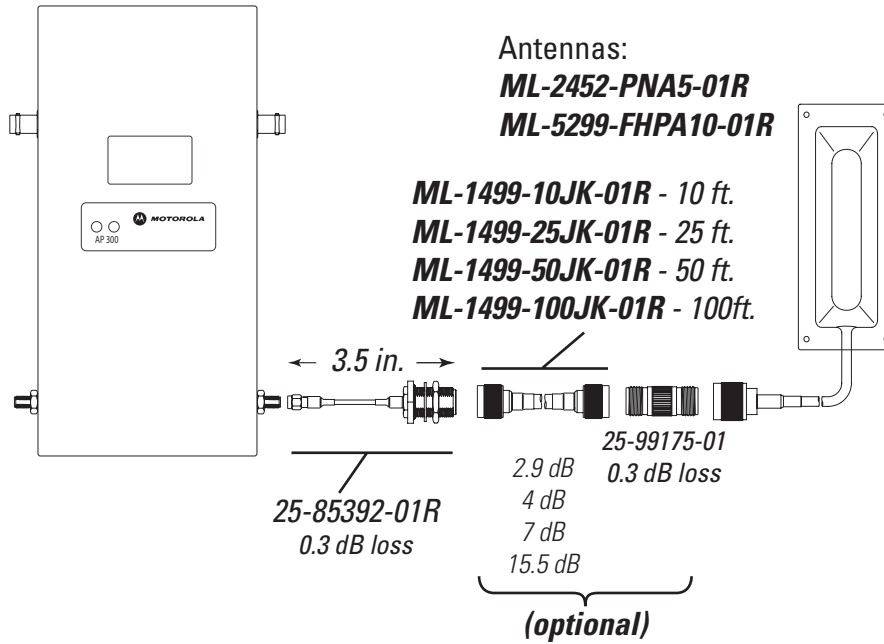 Antennas:
ML-2452-PNA5-01R
ML-5299-FHPA10-01R
ML-1499-10JK-01R - 10 ft.
ML-1499-25JK-01R - 25 ft.
ML-1499-50JK-01R - 50 ft.
ML-1499-100JK-01R - 100ft.
MOTOROLA
AP 300
3.5 in.
25-85392-01R
0.3 dB loss
2.9 dB
4 dB
7 dB
15.5 dB
25-99175-01
0.3 dB loss
(optional)